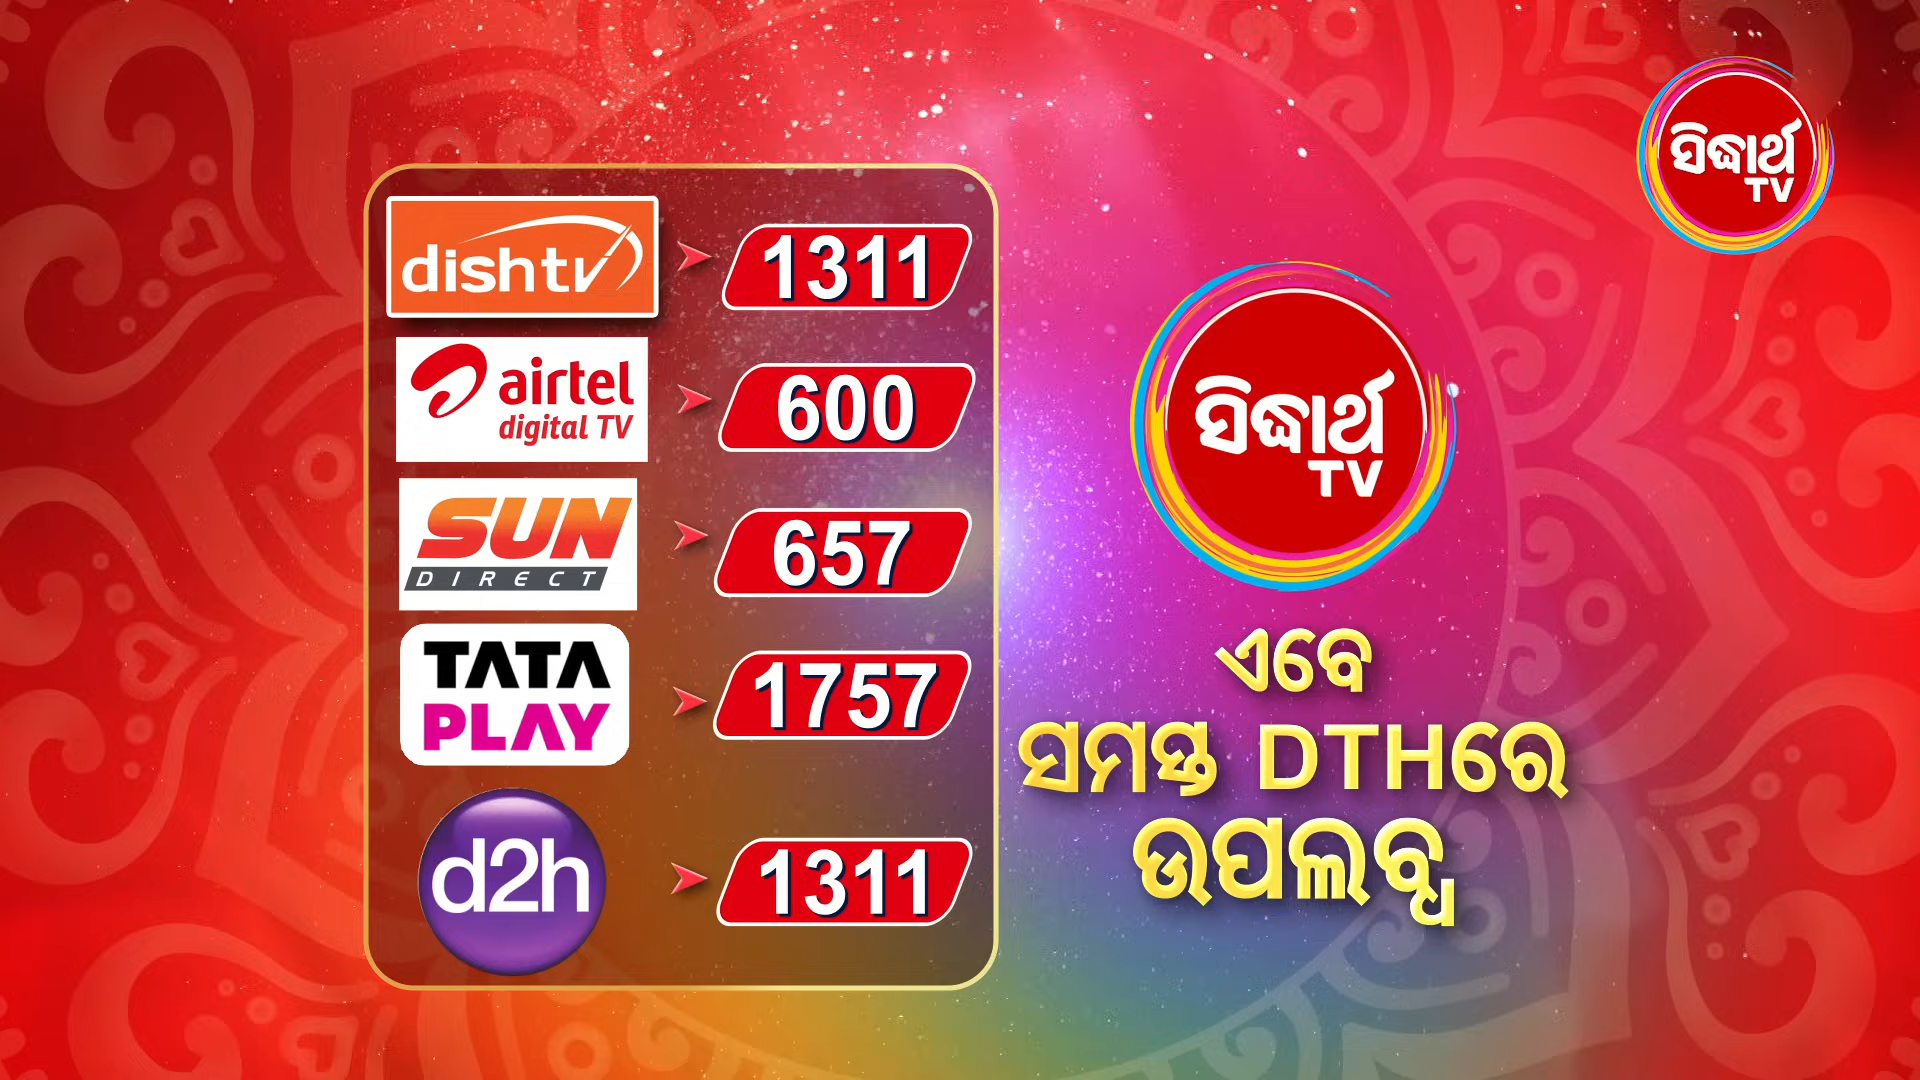 ସିଦ୍ଧାର୍ଥ
TV
dishtv
1311
airtel
digital TV
600
SUN
DIRECT
657
TATA
PLAY
1757
d2h
1311
ସିଦ୍ଧାର୍ଥ
TV
ଏବେ
ସମସ୍ତ DTHରେ
ଉପଲବ୍ଧ